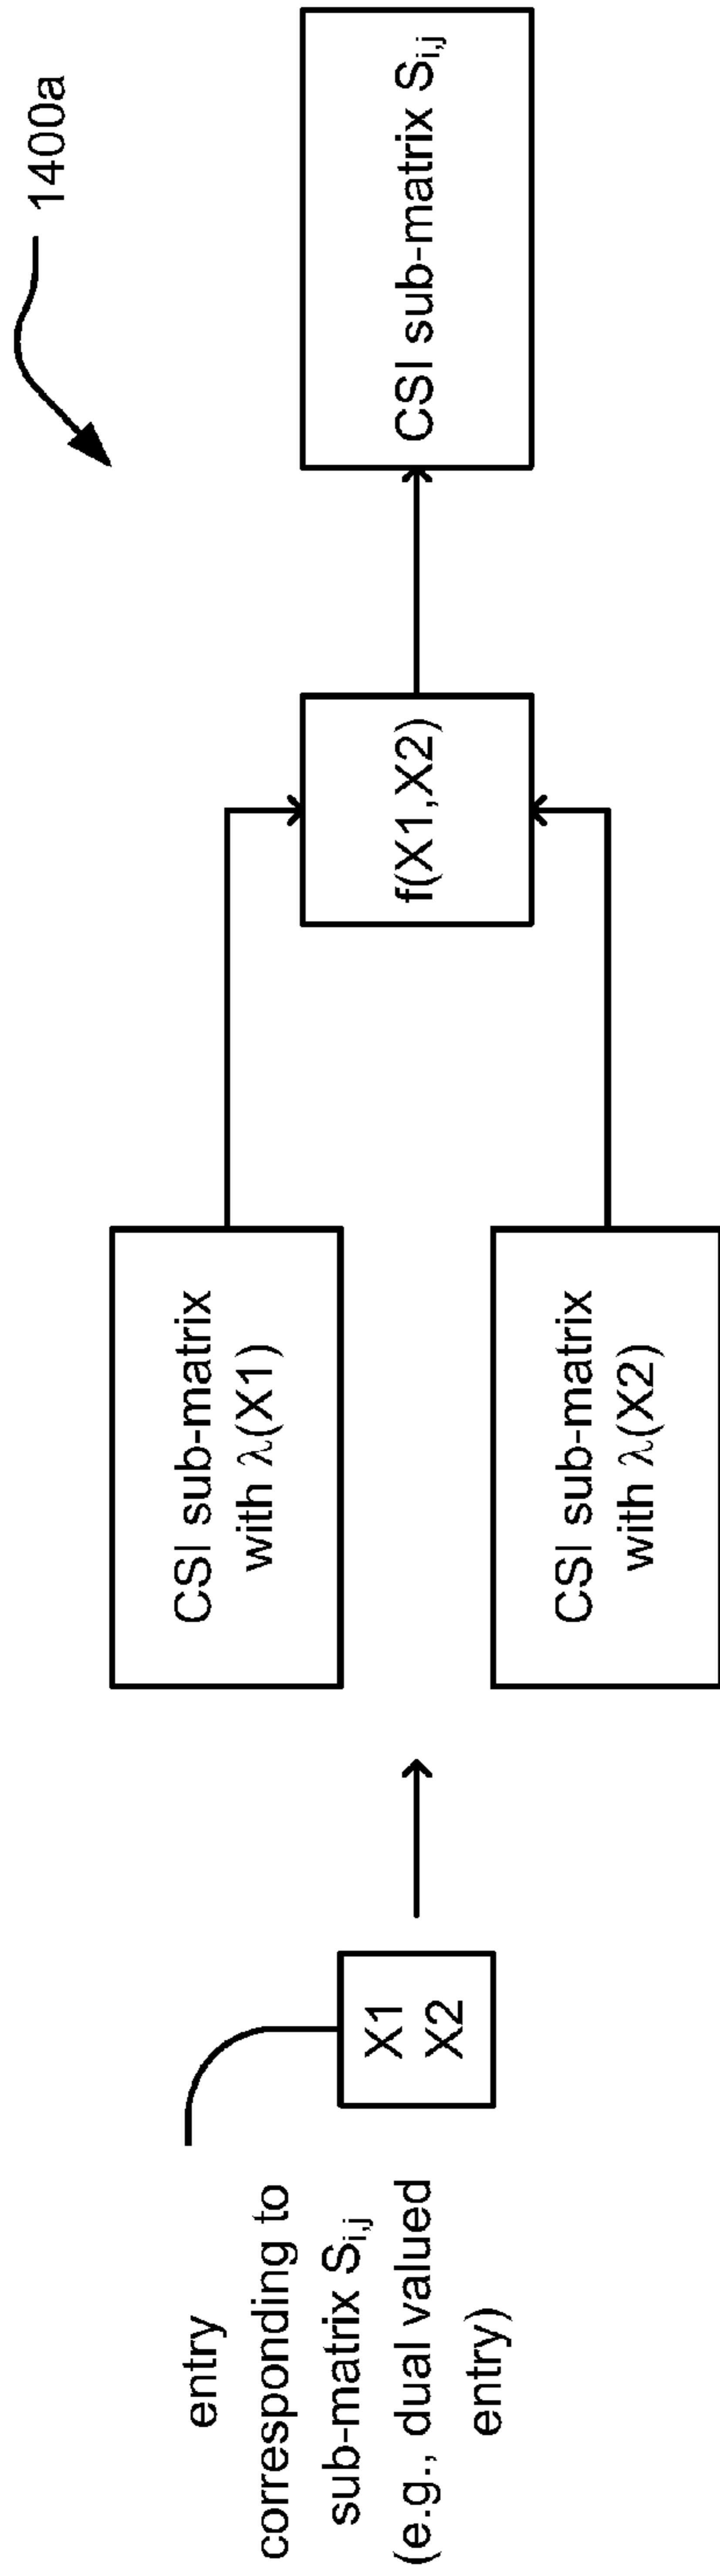 1400a
entry
corresponding to
sub-matrix Si,j
(e.g., dual valued
entry)
X1
X2
CSI sub-matrix
with λ(X1)
CSI sub-matrix
with λ(X2)
f(X1,X2)
CSI sub-matrix Si,j